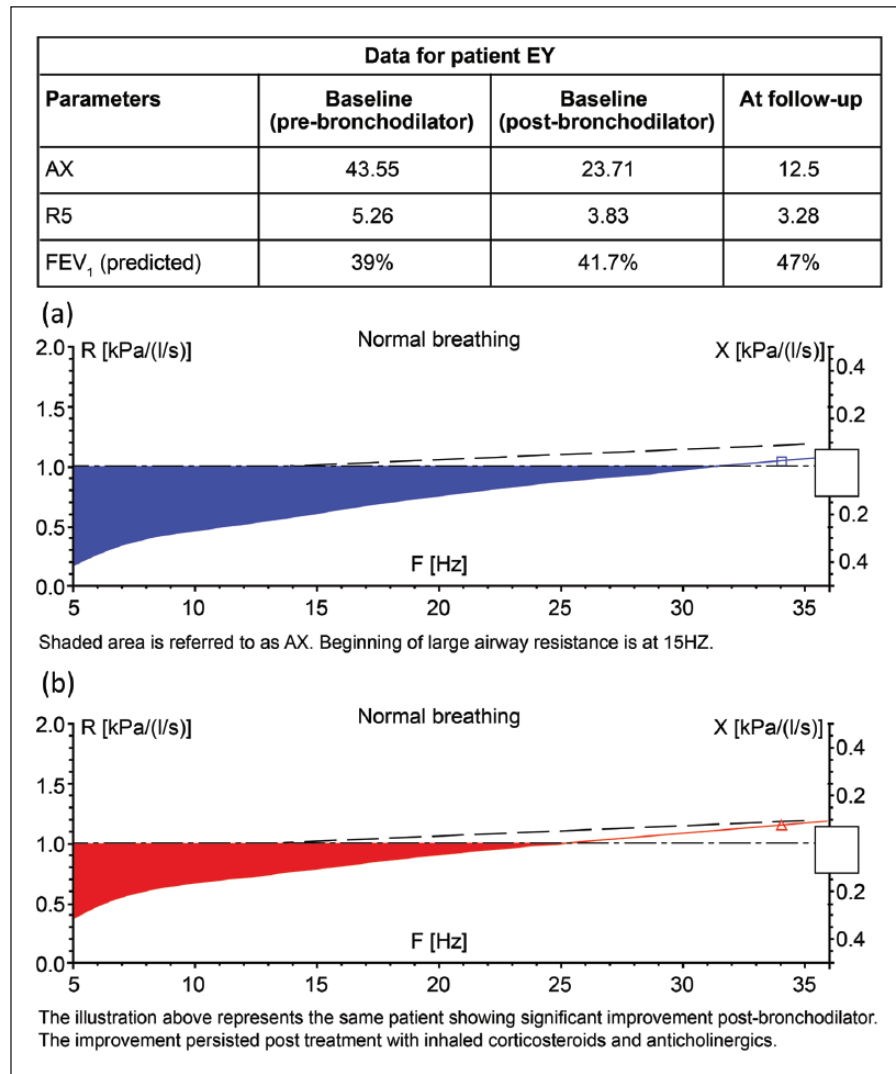 Data for patient EY
Parameters Baseline (pre-bronchodilator) Baseline (post-bronchodilator) At follow-up
AX 43.55 23.71 12.5
R5 5.26 3.83 3.28
FEV₁ (predicted) 39% 41.7% 47%
(a)
R [kPa/(l/s)] Normal breathing X [kPa/(l/s)]
2.0
1.5
1.0
0.5
0.0
0.4
0.2
0.2
0.4
F [Hz]
5 10 15 20 25 30 35
Shaded area is referred to as AX. Beginning of large airway resistance is at 15HZ.
(b)
R [kPa/(l/s)] Normal breathing X [kPa/(l/s)]
2.0
1.5
1.0
0.5
0.0
0.4
0.2
0.2
0.4
F [Hz]
5 10 15 20 25 30 35
The illustration above represents the same patient showing significant improvement post-bronchodilator.
The improvement persisted post treatment with inhaled corticosteroids and anticholinergics.